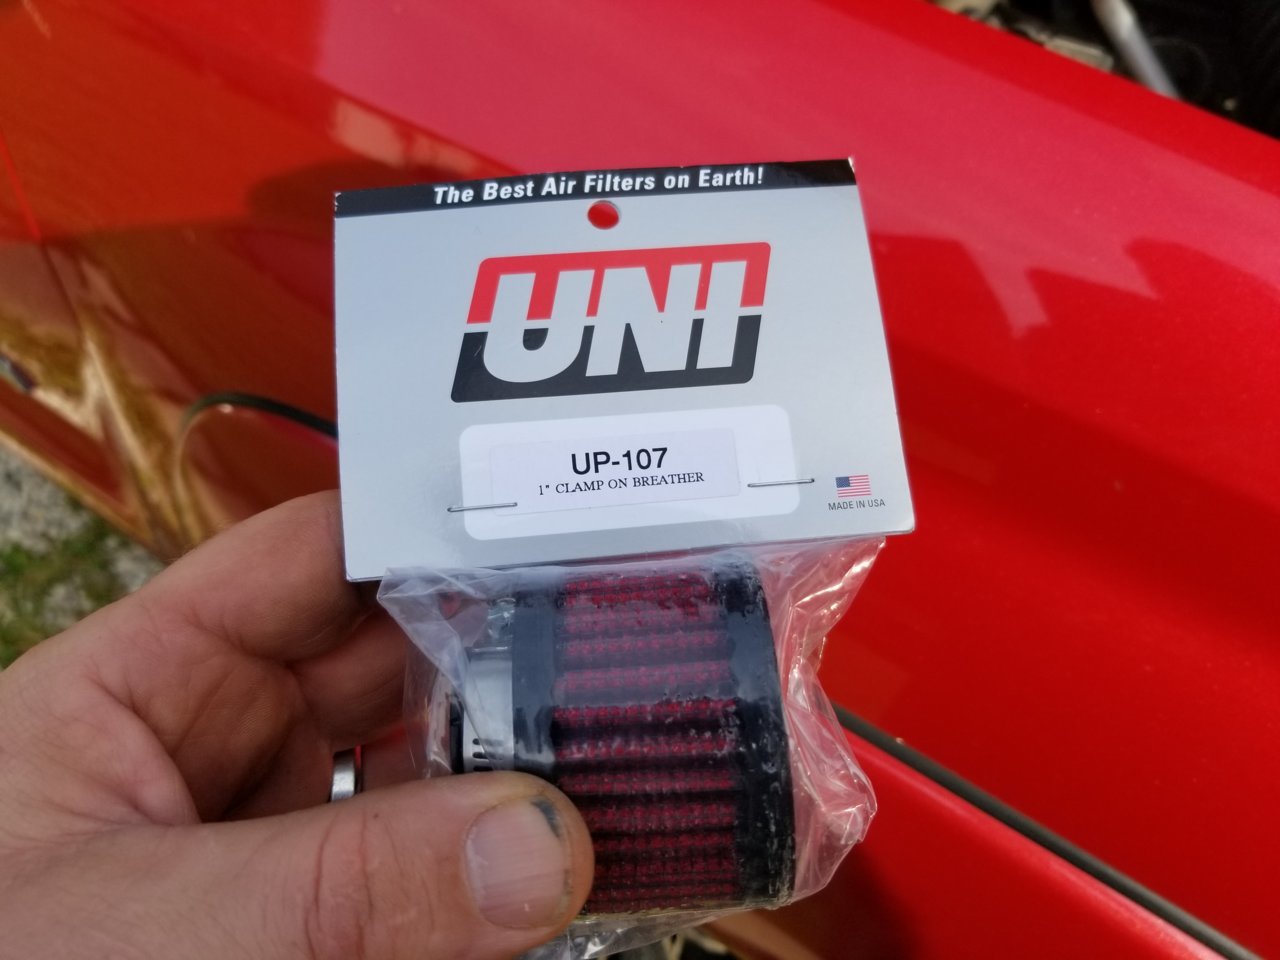 The Best Air Filters on Earth!
UNI
UP-107
1" CLAMP ON BREATHER
MADE IN USA